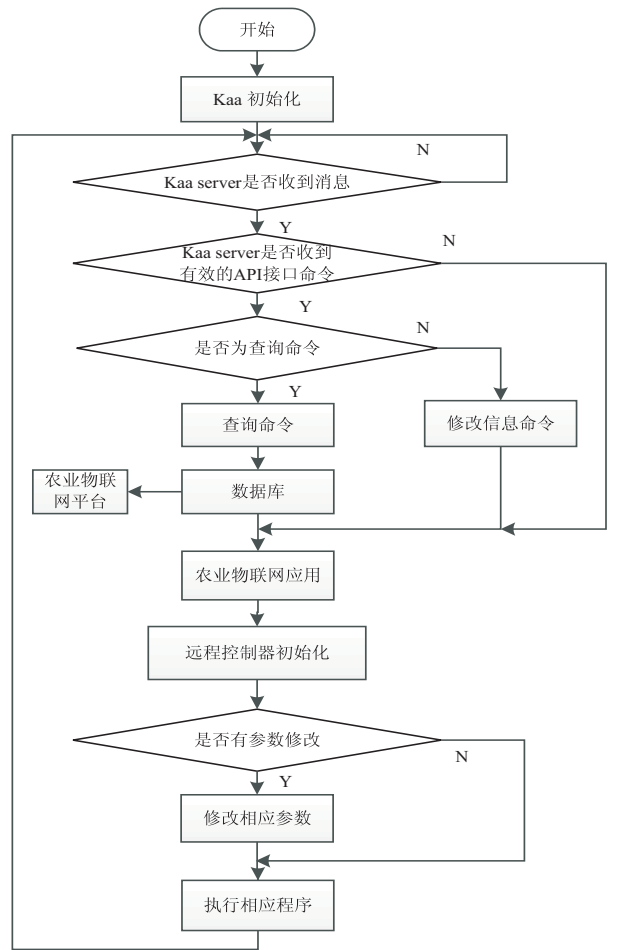 开始
Kaa 初始化
N
Kaa server是否收到消息
Y
N
Kaa server是否收到
有效的API接口命令
Y
N
是否为查询命令
Y
查询命令
修改信息命令
农业物联
网平台
数据库
农业物联网应用
远程控制器初始化
是否有参数修改
N
Y
修改相应参数
执行相应程序